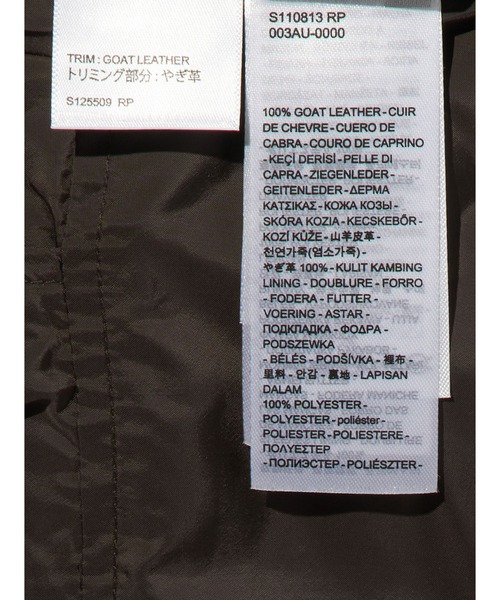 TRIM : GOAT LEATHER
トリミング部分 : やぎ革
S125509 RP
S110813 RP
003AU-0000
100% GOAT LEATHER - CUIR
DE CHEVRE - CUERO DE
CABRA - COURO DE CAPRINO
- KEÇİ DERİSİ - PELLE DI
CAPRA - ZIEGENLEDER -
GEITENLEDER - ΔΕΡΜΑ
ΚΑΤΣΙΚΑΣ - КОЖА КОЗЫ -
SKÓRA KOZIA - KECSKEBŐR -
KOZÍ KŮŽE - 山羊皮革 -
천연가죽(염소가죽) -
やぎ革 100% - KULIT KAMBING
LINING - DOUBLURE - FORRO
- FODERA - FUTTER -
VOERING - ASTAR -
ПОДКЛАДКА - ΦΟΔΡΑ -
PODSZEWKA
- BÉLÉS - PODŠÍVKA - 裡布 -
里料 - 안감 - 裏地 - LAPISAN
DALAM
100% POLYESTER -
POLYESTER - poliéster -
POLIESTER - POLIESTERE
ΠΟΛΥΕΣΤΕΡ
- ПОЛИЭСТЕР - POLIÉSZTER -